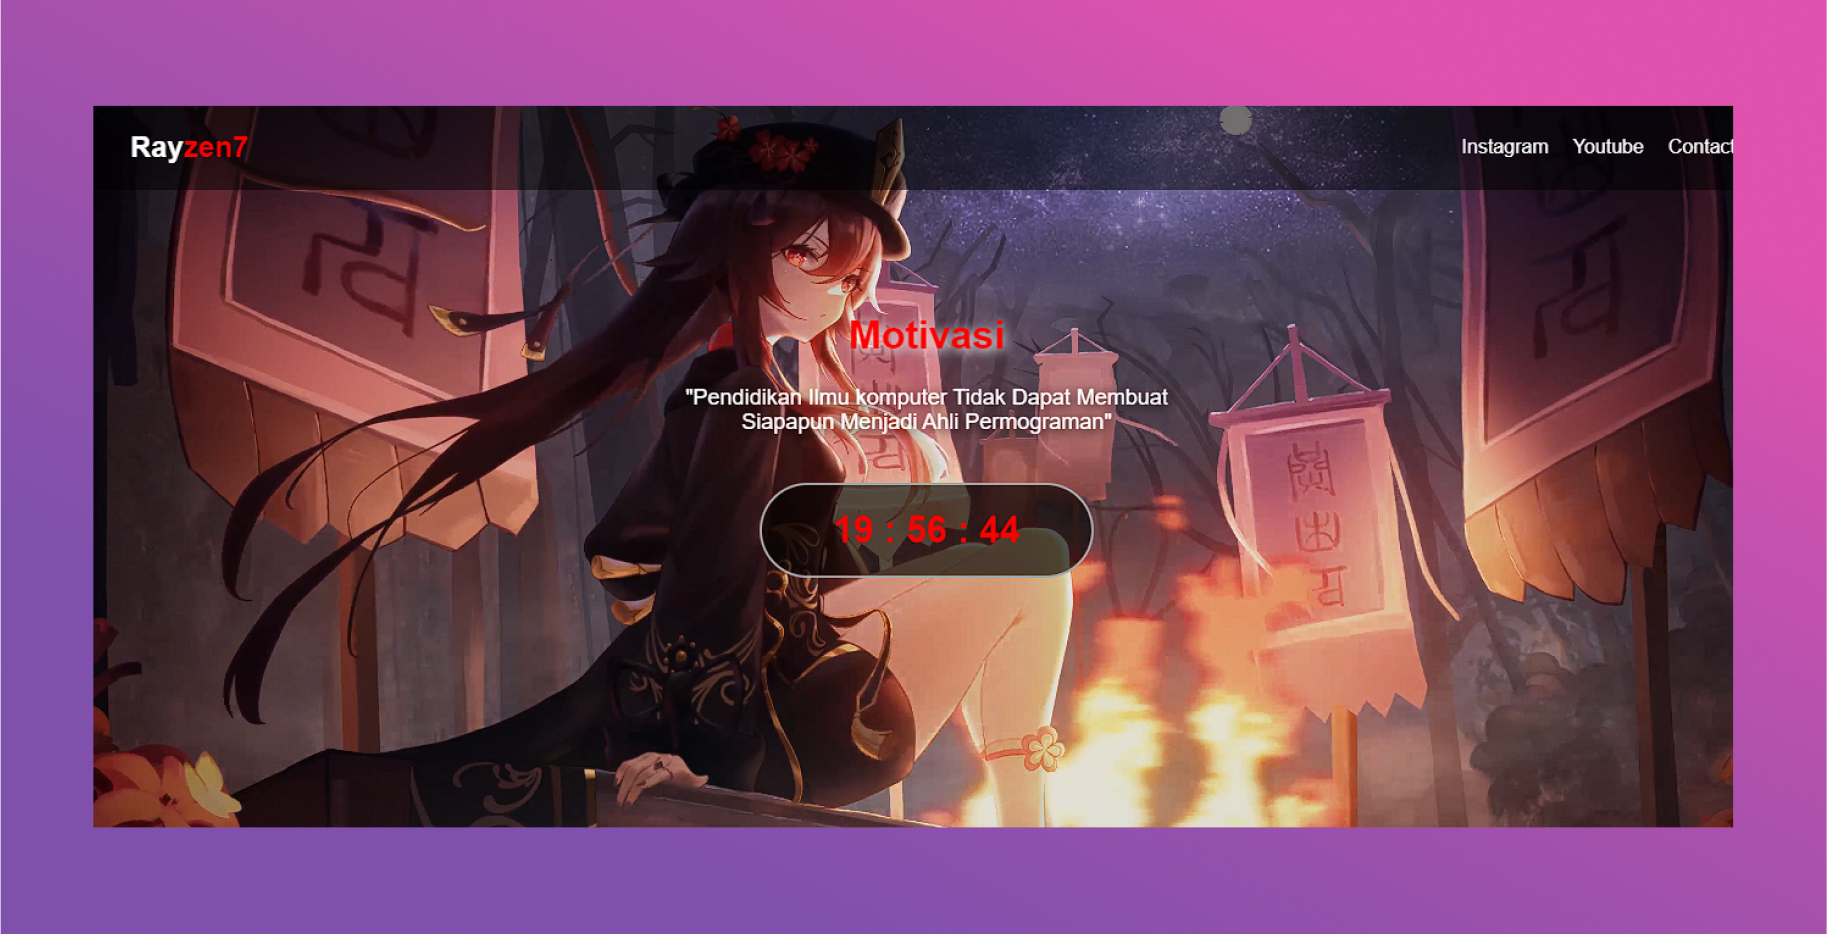 Rayzen7
Instagram Youtube Contact
Motivasi
"Pendidikan Ilmu komputer Tidak Dapat Membuat
Siapapun Menjadi Ahli Permograman"
19 : 56 : 44